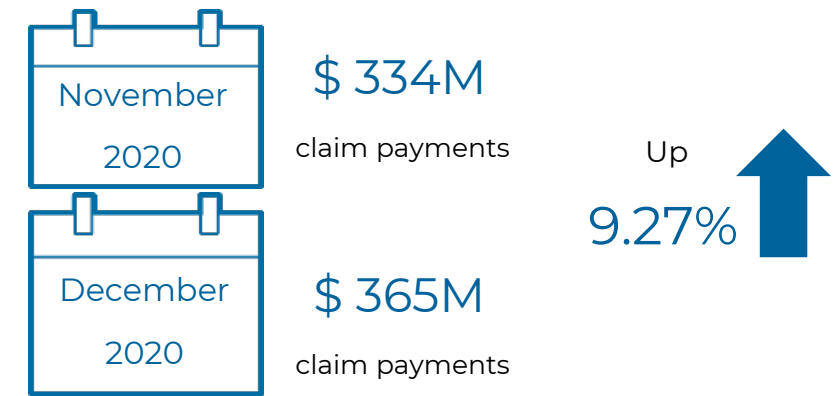 November
2020
$ 334M
claim payments
December
2020
$ 365M
claim payments
Up
9.27%